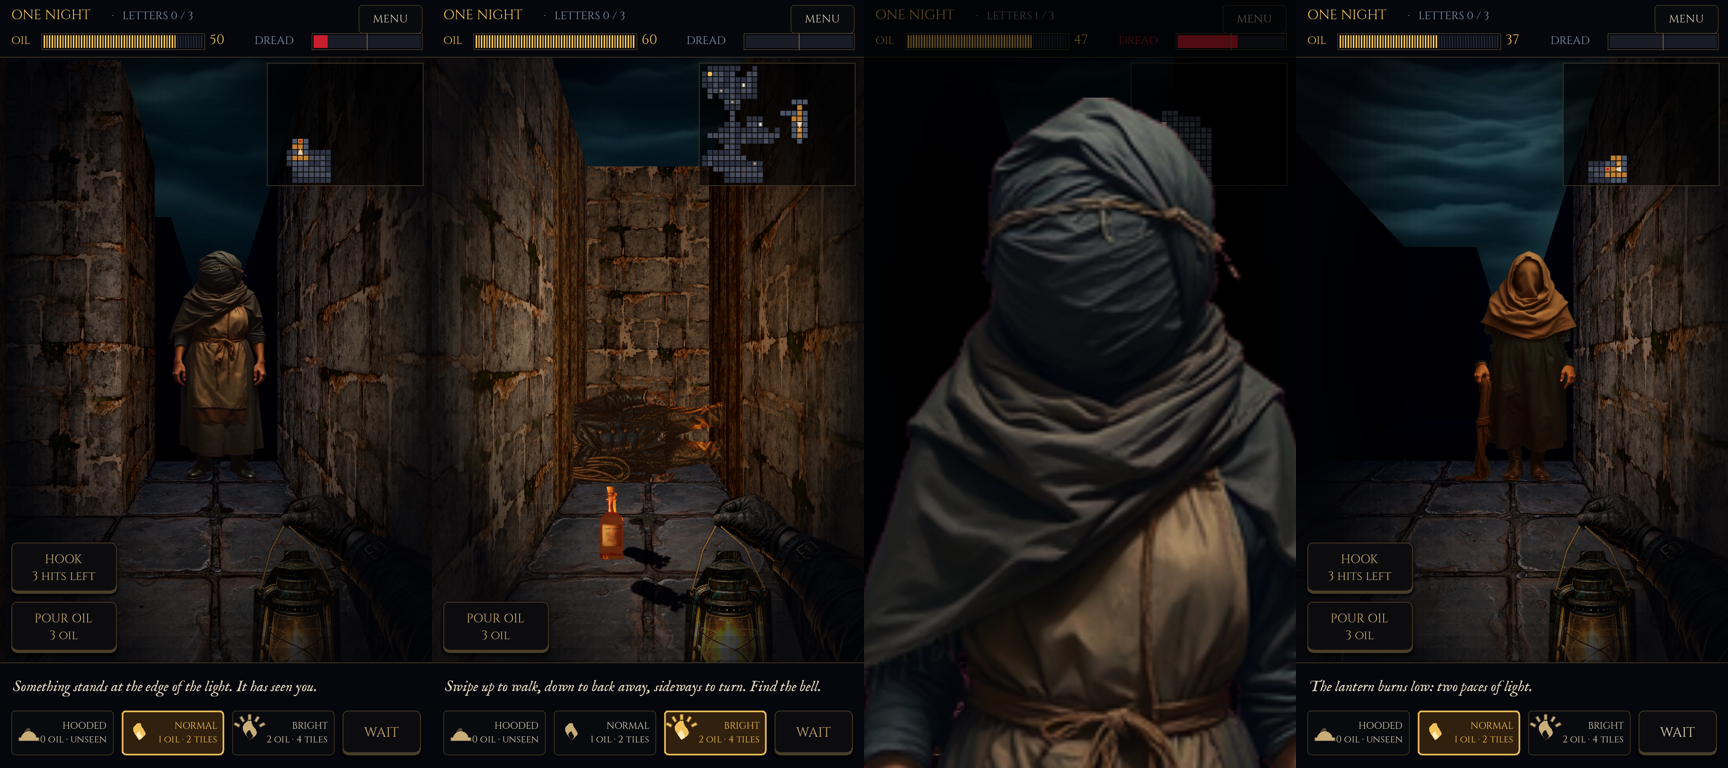 ONE NIGHT · LETTERS 0 / 3 MENU
OIL 50 DREAD
HOOK
3 HITS LEFT
POUR OIL
3 OIL
Something stands at the edge of the light. It has seen you.
HOODED
0 OIL · UNSEEN
NORMAL
1 OIL · 2 TILES
BRIGHT
2 OIL · 4 TILES
WAIT
ONE NIGHT · LETTERS 0 / 3 MENU
OIL 60 DREAD
POUR OIL
3 OIL
Swipe up to walk, down to back away, sideways to turn. Find the bell.
HOODED
0 OIL · UNSEEN
NORMAL
1 OIL · 2 TILES
BRIGHT
2 OIL · 4 TILES
WAIT
ONE NIGHT · LETTERS 1 / 3 MENU
OIL 47 DREAD
ONE NIGHT · LETTERS 0 / 3 MENU
OIL 37 DREAD
HOOK
3 HITS LEFT
POUR OIL
3 OIL
The lantern burns low: two paces of light.
HOODED
0 OIL · UNSEEN
NORMAL
1 OIL · 2 TILES
BRIGHT
2 OIL · 4 TILES
WAIT